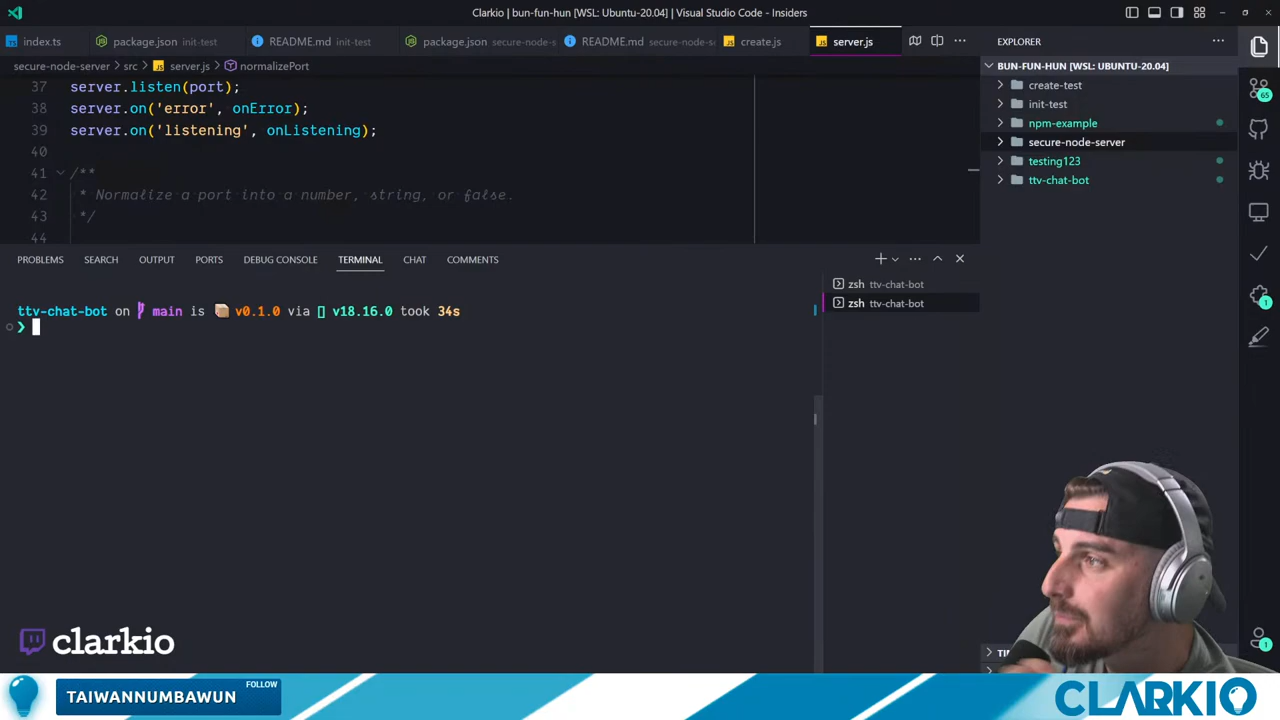 Clarkio | bun-fun-hun [WSL: Ubuntu-20.04] | Visual Studio Code - Insiders
index.ts
package.json init-test
README.md init-test
package.json secure-node-s
README.md secure-node-s
create.js
server.js
EXPLORER
secure-node-server > src > server.js > normalizePort
BUN-FUN-HUN [WSL: UBUNTU-20.04]
create-test
init-test
npm-example
secure-node-server
testing123
ttv-chat-bot
65
37 server.listen(port);
38 server.on('error', onError);
39 server.on('listening', onListening);
40
41 /**
42 * Normalize a port into a number, string, or false.
43 */
44
PROBLEMS SEARCH OUTPUT PORTS DEBUG CONSOLE TERMINAL CHAT COMMENTS
zsh ttv-chat-bot
zsh ttv-chat-bot
ttv-chat-bot on main is v0.1.0 via v18.16.0 took 34s
❯
1
1
clarkio
TAIWANNUMBAWUN
FOLLOW
CLARKIO